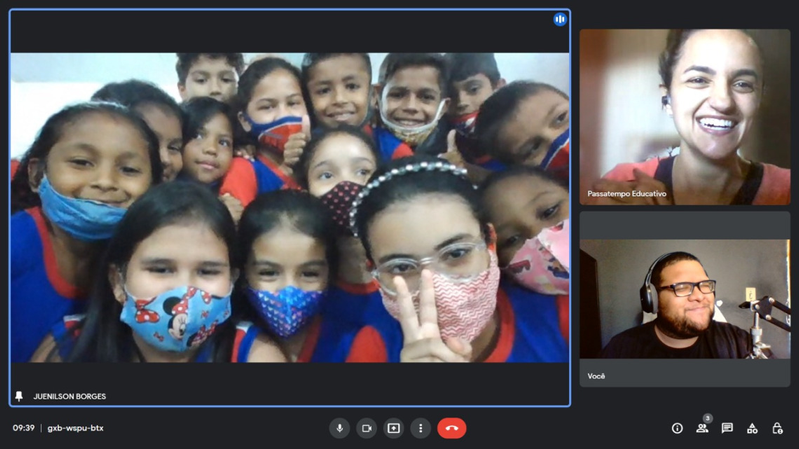 Passatempo Educativo
Você
JUENILSON BORGES
09:39 | gxb-wspu-btx
3